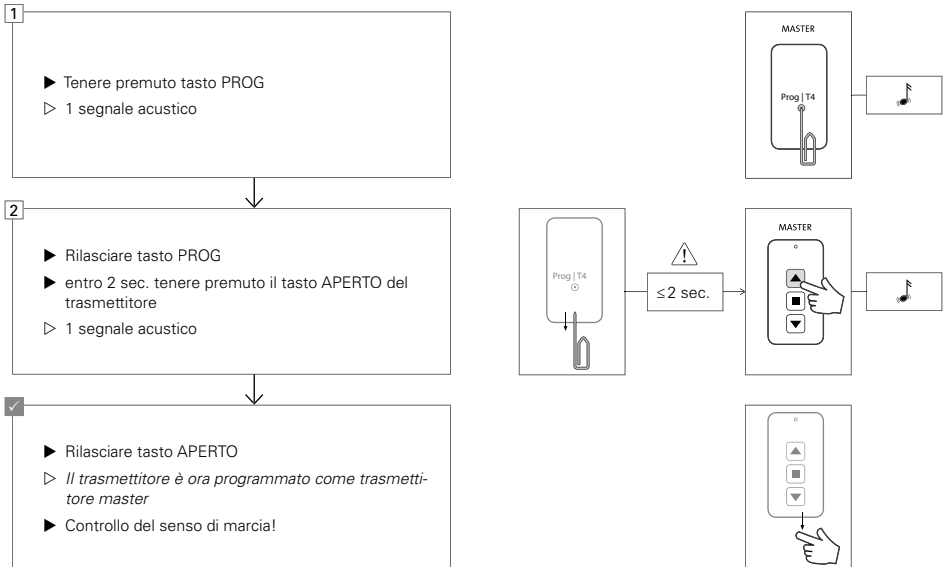 1
▶ Tenere premuto tasto PROG
▷ 1 segnale acustico
MASTER
Prog | T4
2
▶ Rilasciare tasto PROG
▶ entro 2 sec. tenere premuto il tasto APERTO del
trasmettitore
▷ 1 segnale acustico
Prog | T4
≤2 sec.
MASTER
▶ Rilasciare tasto APERTO
▷ Il trasmettitore è ora programmato come trasmetti-
tore master
▶ Controllo del senso di marcia!